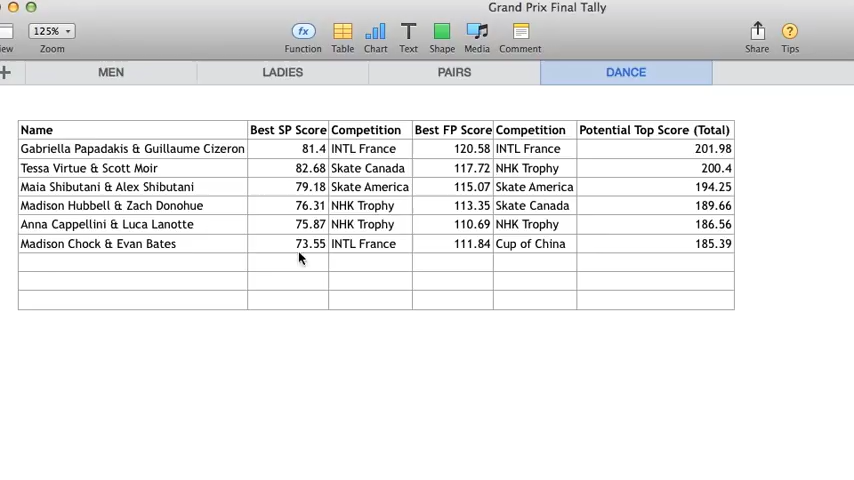 Grand Prix Final Tally
125%
Zoom
Function
Table
Chart
Text
Shape
Media
Comment
Share
Tips
MEN LADIES PAIRS DANCE
Name Best SP Score Competition Best FP Score Competition Potential Top Score (Total)
Gabriella Papadakis & Guillaume Cizeron 81.4 INTL France 120.58 INTL France 201.98
Tessa Virtue & Scott Moir 82.68 Skate Canada 117.72 NHK Trophy 200.4
Maia Shibutani & Alex Shibutani 79.18 Skate America 115.07 Skate America 194.25
Madison Hubbell & Zach Donohue 76.31 NHK Trophy 113.35 Skate Canada 189.66
Anna Cappellini & Luca Lanotte 75.87 NHK Trophy 110.69 NHK Trophy 186.56
Madison Chock & Evan Bates 73.55 INTL France 111.84 Cup of China 185.39